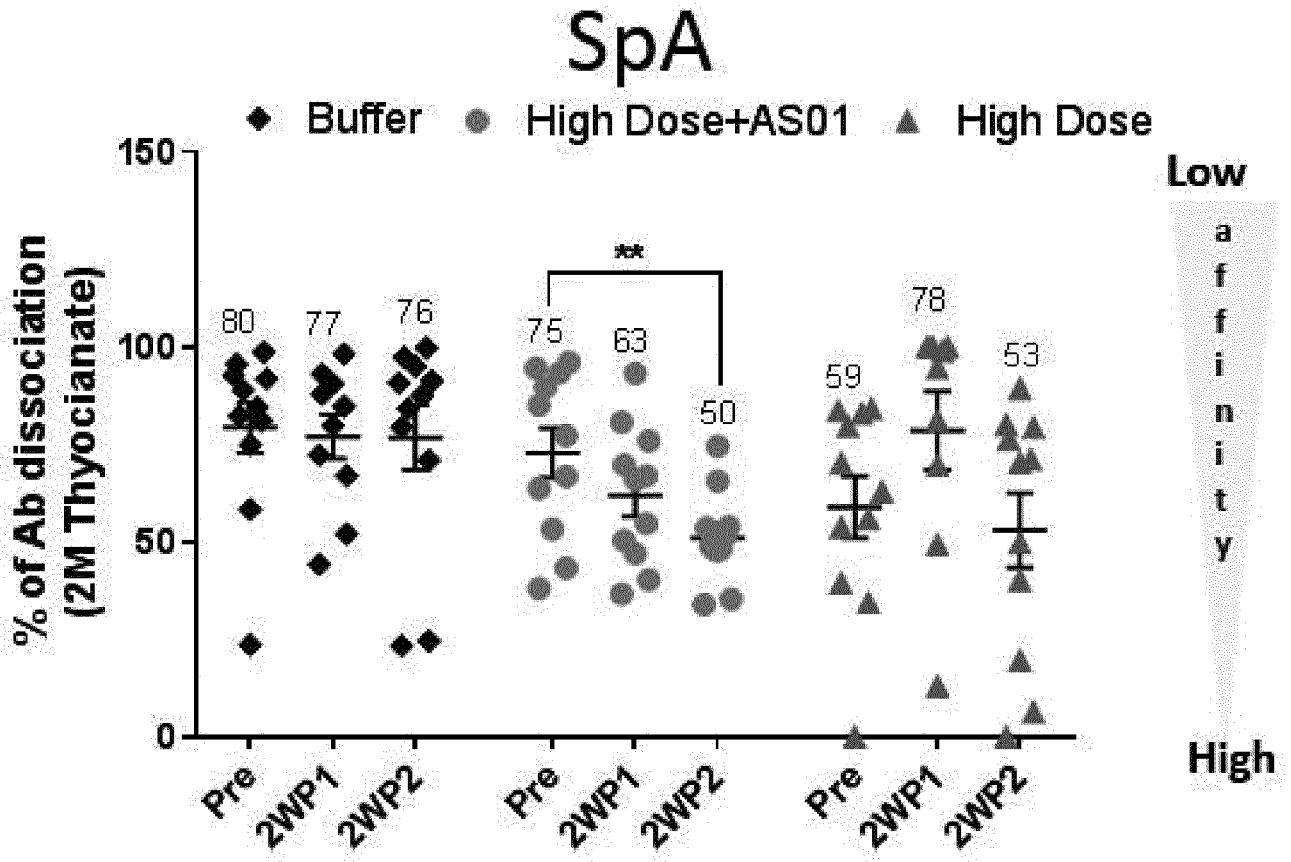 SpA
Buffer High Dose+AS01 High Dose
% of Ab dissociation
(2M Thyocianate)
150
100
50
0
80 77 76
75 63 50
**
59 78 53
Pre 2WP1 2WP2 Pre 2WP1 2WP2 Pre 2WP1 2WP2
Low
a
f
f
i
n
i
t
y
High